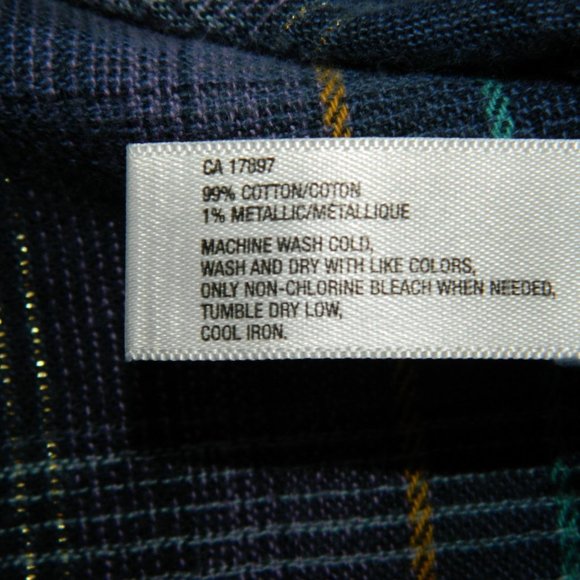 CA 17897
99% COTTON/COTON
1% METALLIC/MÉTALLIQUE
MACHINE WASH COLD,
WASH AND DRY WITH LIKE COLORS,
ONLY NON-CHLORINE BLEACH WHEN NEEDED,
TUMBLE DRY LOW,
COOL IRON.